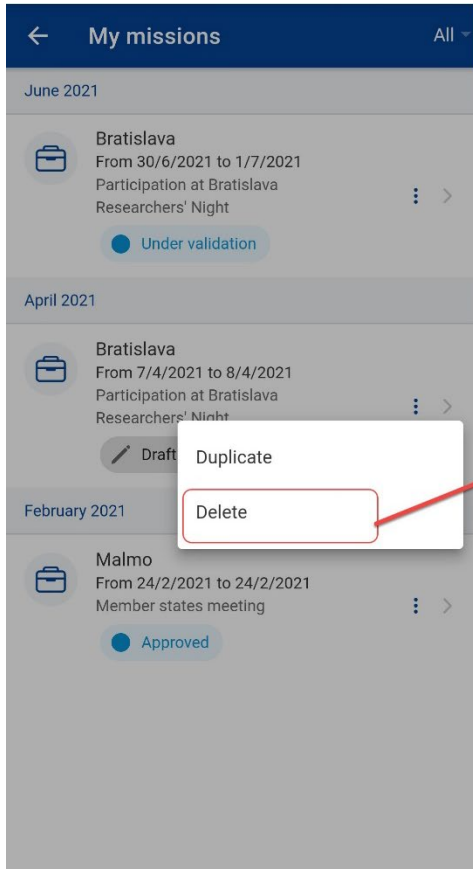 My missions
All
June 2021
Bratislava
From 30/6/2021 to 1/7/2021
Participation at Bratislava
Researchers' Night
Under validation
April 2021
Bratislava
From 7/4/2021 to 8/4/2021
Participation at Bratislava
Researchers' Night
Draft
Duplicate
Delete
February 2021
Malmo
From 24/2/2021 to 24/2/2021
Member states meeting
Approved